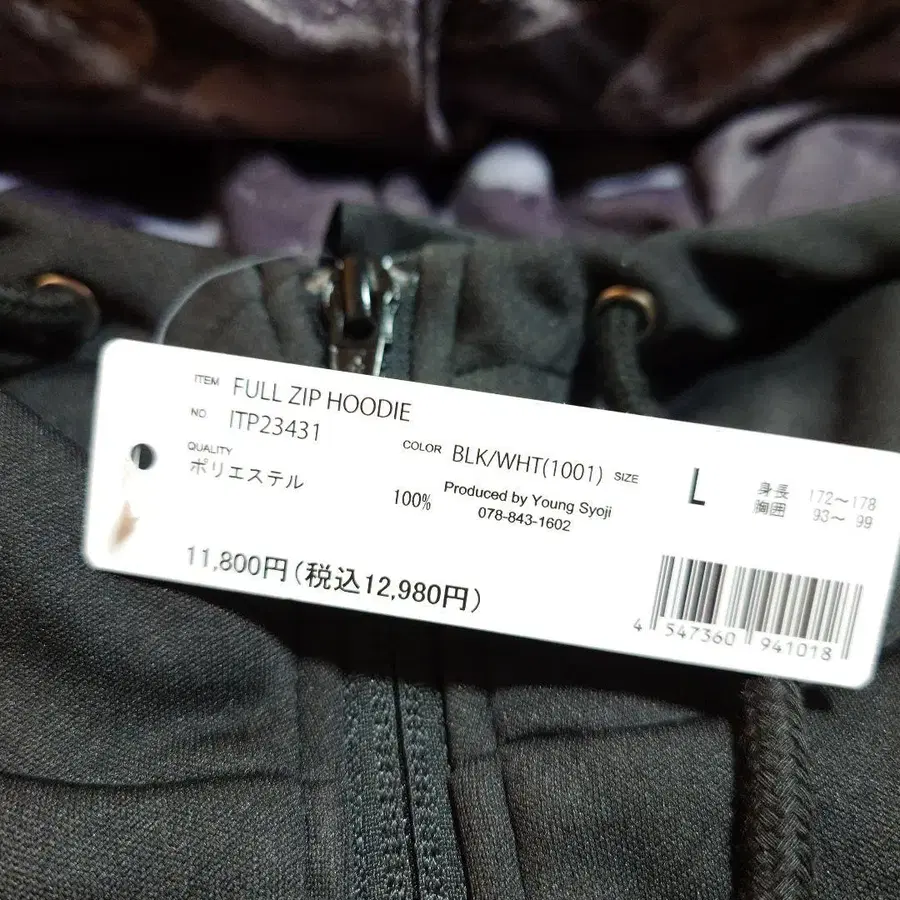 ITEM FULL ZIP HOODIE
NO. ITP23431
QUALITY
ポリエステル 100%
COLOR BLK/WHT(1001)
SIZE L
身長 172～178
胸囲 93～ 99
Produced by Young Syoji
078-843-1602
11,800円(税込12,980円)
4 547360 941018